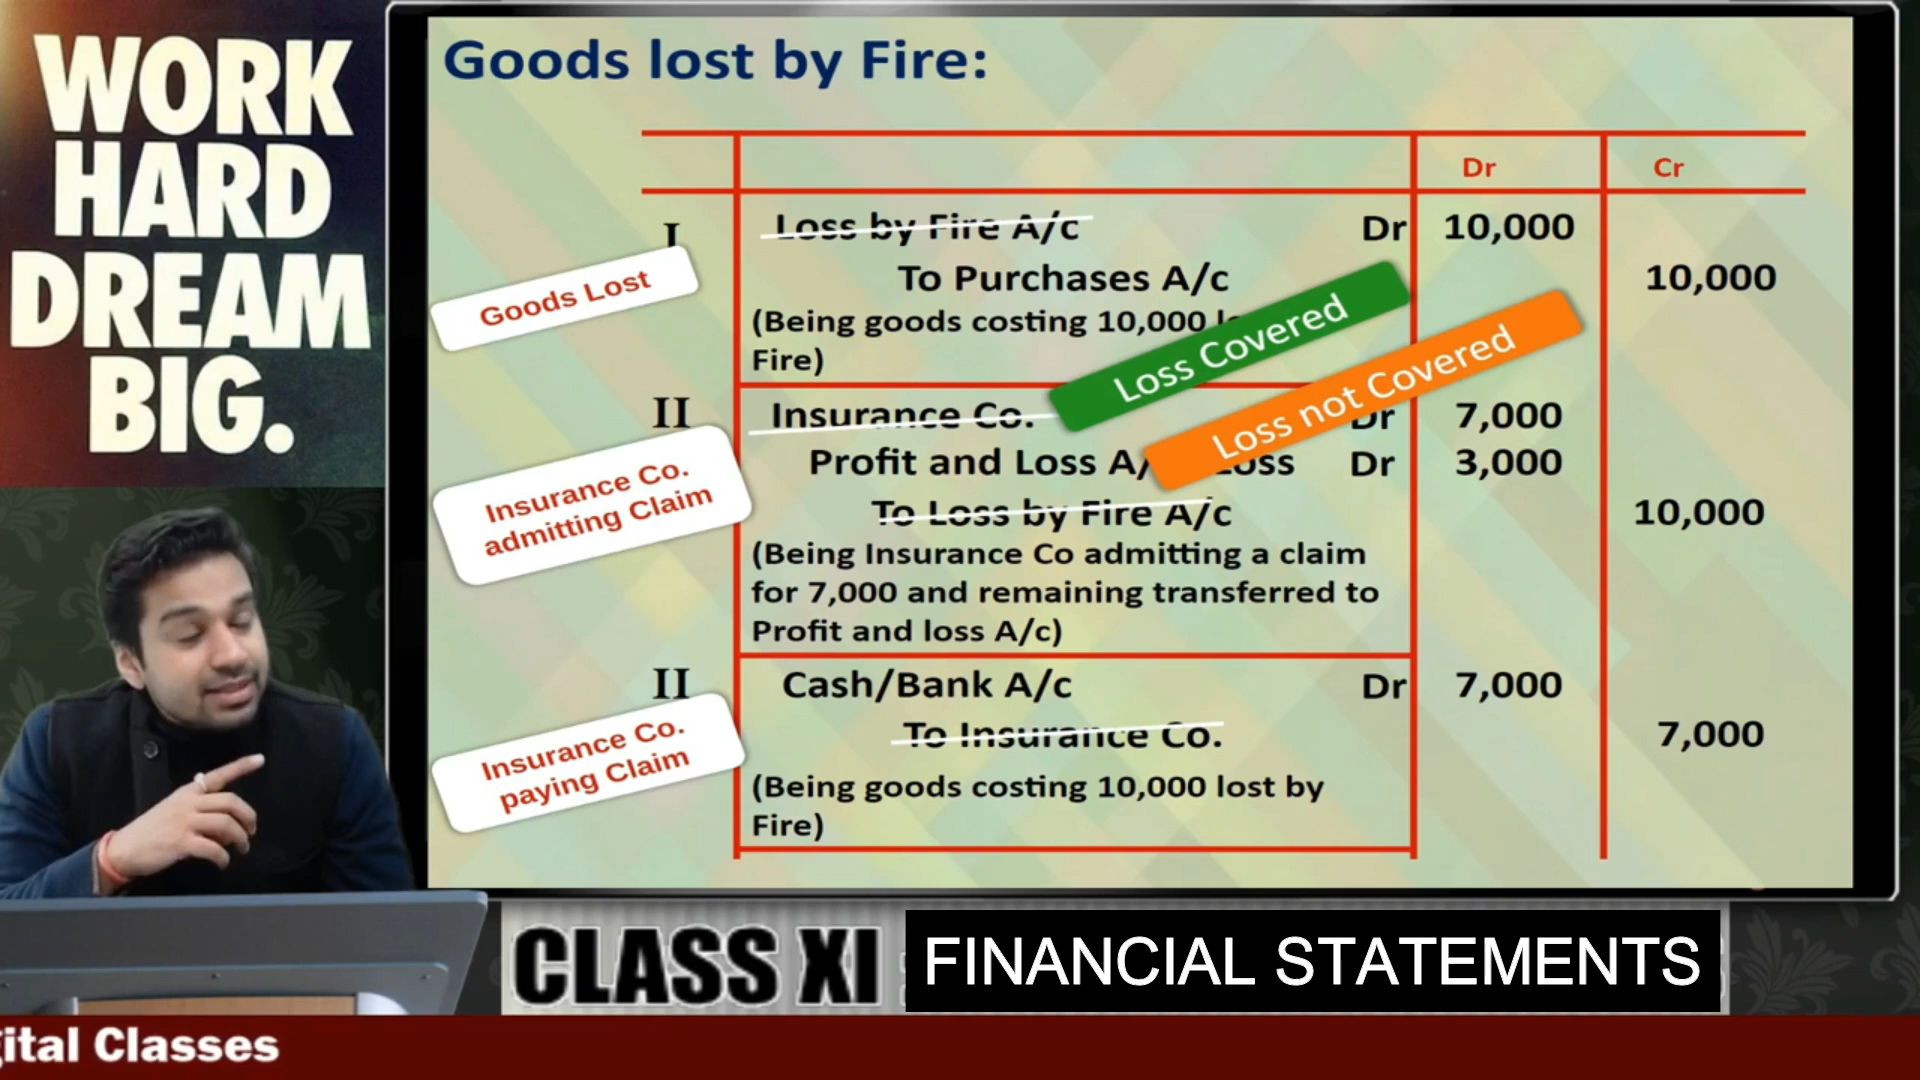 WORK
HARD
DREAM
BIG.
Goods lost by Fire:
Dr Cr
I Loss by Fire A/c Dr 10,000
To Purchases A/c 10,000
Goods Lost
(Being goods costing 10,000
Fire)
Loss Covered
Loss not Covered
II Insurance Co. Dr 7,000
Profit and Loss Loss Dr 3,000
Insurance Co.
admitting Claim
To Loss by Fire A/c 10,000
(Being Insurance Co admitting a claim
for 7,000 and remaining transferred to
Profit and loss A/c)
II Cash/Bank A/c Dr 7,000
To Insurance Co. 7,000
Insurance Co.
paying Claim
(Being goods costing 10,000 lost by
Fire)
CLASS XI FINANCIAL STATEMENTS
Classes